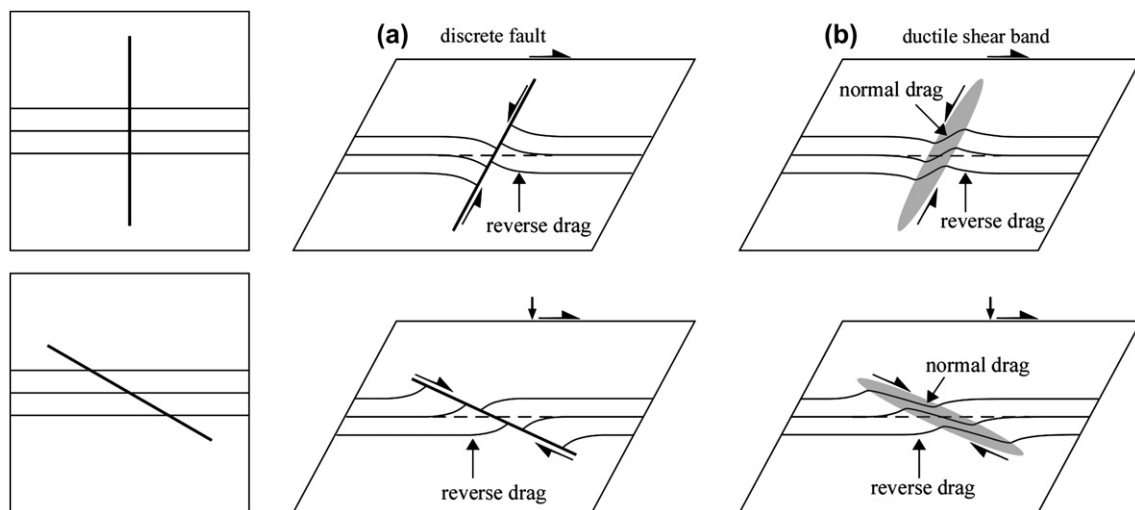 (a)
discrete fault
reverse drag
(b)
ductile shear band
normal drag
reverse drag
reverse drag
normal drag
reverse drag